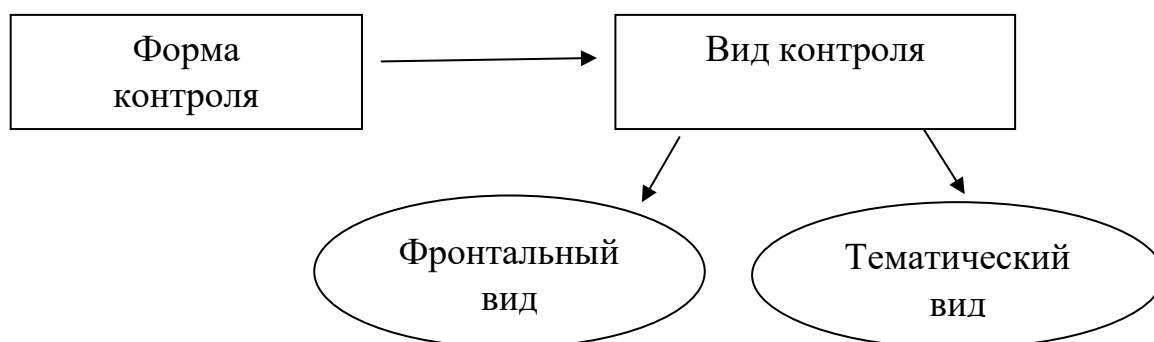 Форма
контроля
Вид контроля
Фронтальный
вид
Тематический
вид